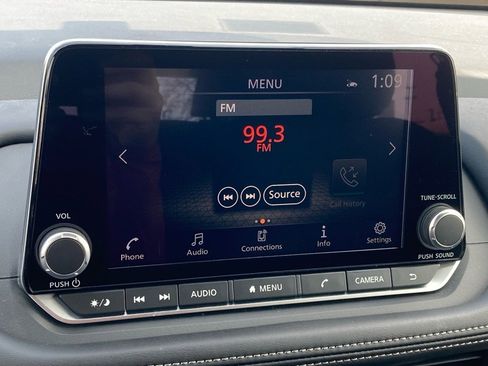 MENU
1:09
FM
99.3
FM
Source
Call History
Phone
Audio
Connections
Info
Settings
VOL
PUSH
TUNE·SCROLL
PUSH SOUND
AUDIO
MENU
CAMERA